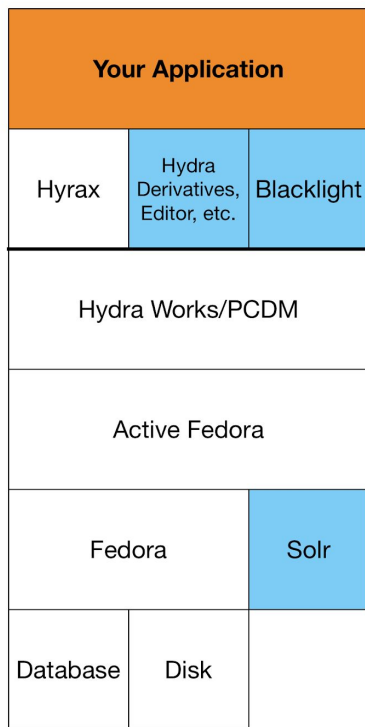 Your Application
Hyrax
Hydra
Derivatives,
Editor, etc.
Blacklight
Hydra Works/PCDM
Active Fedora
Fedora
Solr
Database
Disk